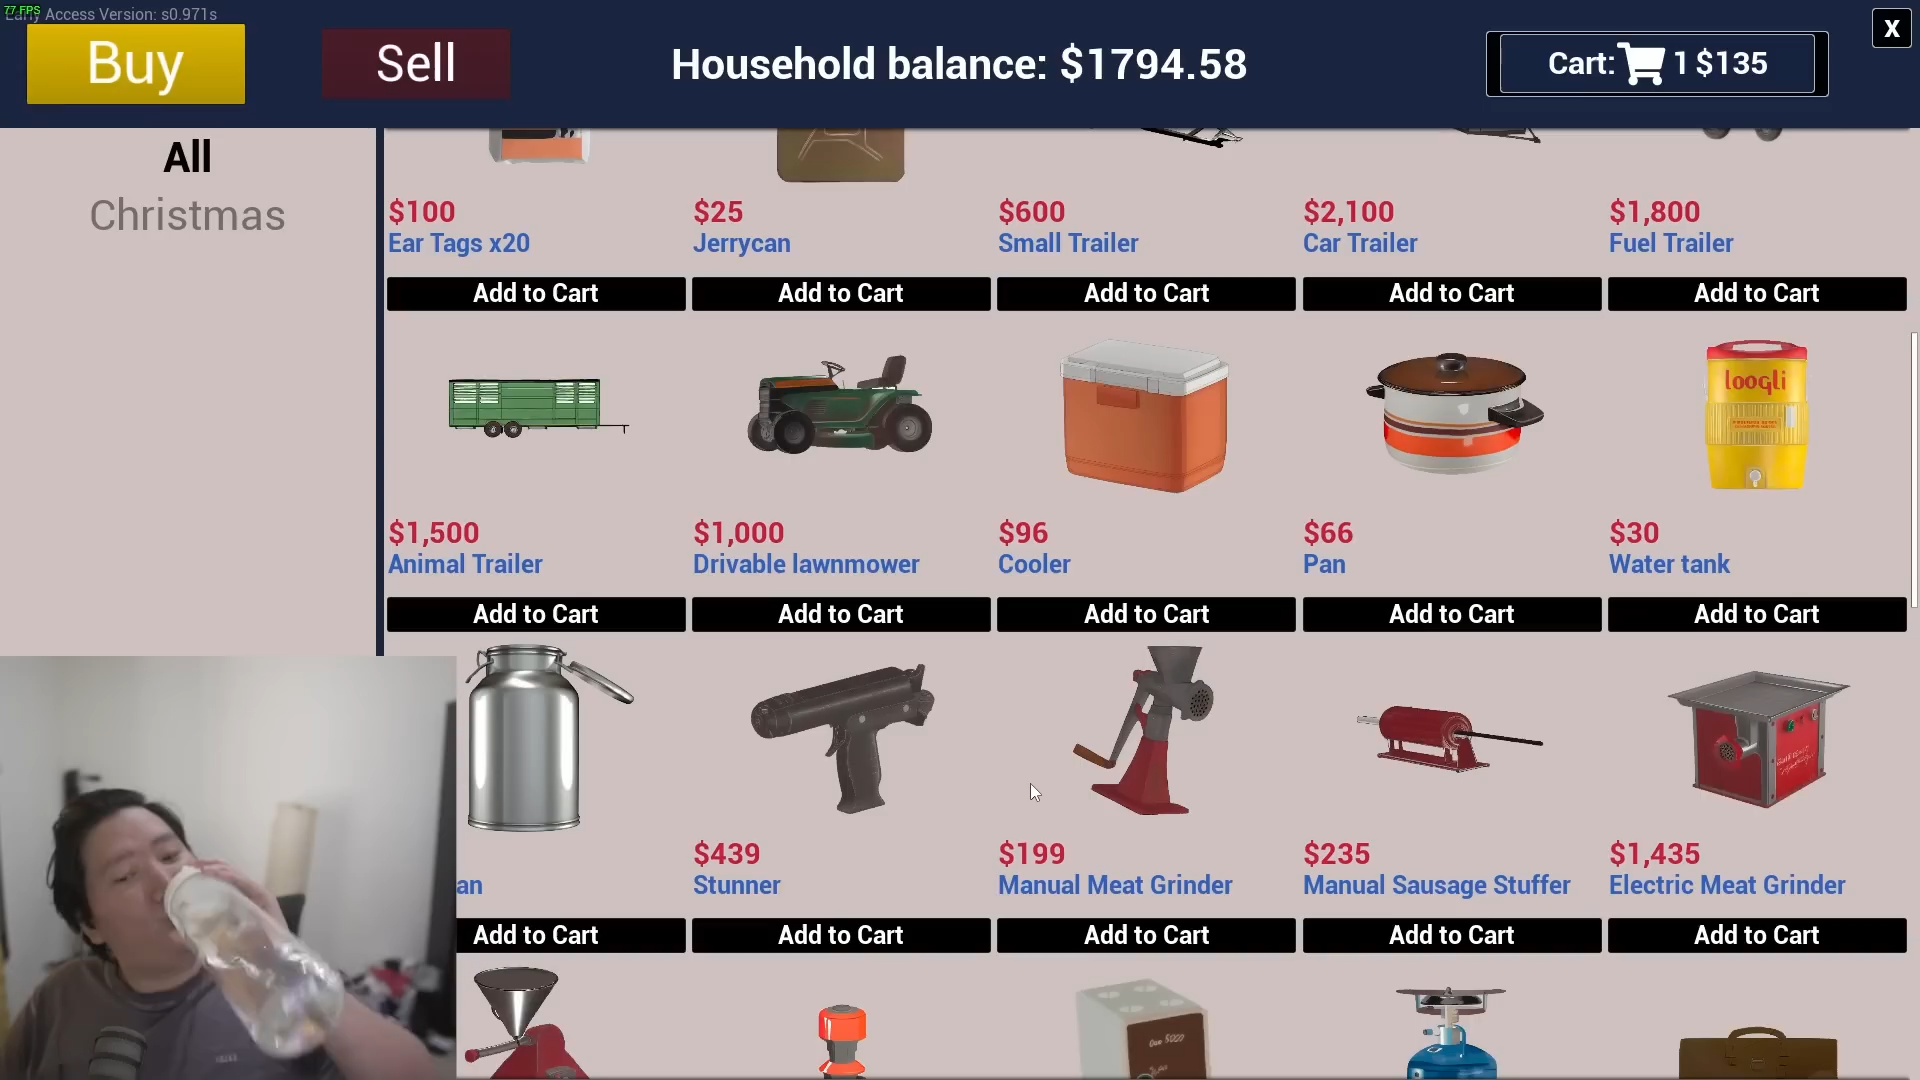 Early Access Version: s0.971s
77 FPS
Buy
Sell
Household balance: $1794.58
Cart: 1 $135
X
All
Christmas
$100
Ear Tags x20
Add to Cart
$25
Jerrycan
Add to Cart
$600
Small Trailer
Add to Cart
$2,100
Car Trailer
Add to Cart
$1,800
Fuel Trailer
Add to Cart
loogli
$1,500
Animal Trailer
Add to Cart
$1,000
Drivable lawnmower
Add to Cart
$96
Cooler
Add to Cart
$66
Pan
Add to Cart
$30
Water tank
Add to Cart
an
Add to Cart
$439
Stunner
Add to Cart
$199
Manual Meat Grinder
Add to Cart
$235
Manual Sausage Stuffer
Add to Cart
$1,435
Electric Meat Grinder
Add to Cart